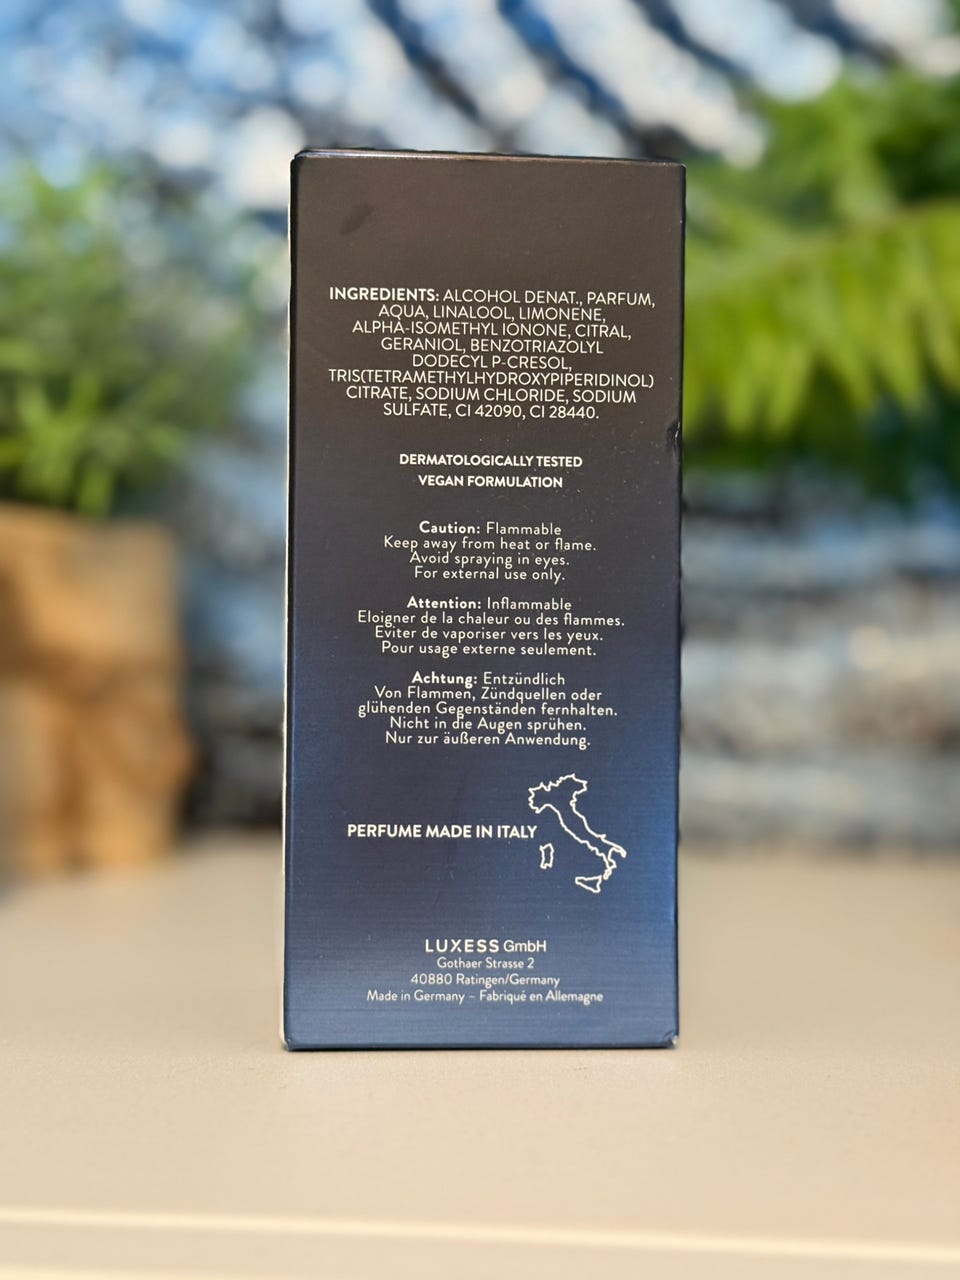 INGREDIENTS: ALCOHOL DENAT., PARFUM,
AQUA, LINALOOL, LIMONENE,
ALPHA-ISOMETHYL IONONE, CITRAL,
GERANIOL, BENZOTRIAZOLYL
DODECYL P-CRESOL,
TRIS(TETRAMETHYLHYDROXYPIPERIDINOL)
CITRATE, SODIUM CHLORIDE, SODIUM
SULFATE, CI 42090, CI 28440.
DERMATOLOGICALLY TESTED
VEGAN FORMULATION
Caution: Flammable
Keep away from heat or flame.
Avoid spraying in eyes.
For external use only.
Attention: Inflammable
Eloigner de la chaleur ou des flammes.
Eviter de vaporiser vers les yeux.
Pour usage externe seulement.
Achtung: Entzündlich
Von Flammen, Zündquellen oder
glühenden Gegenständen fernhalten.
Nicht in die Augen sprühen.
Nur zur äußeren Anwendung.
PERFUME MADE IN ITALY
LUXESS GmbH
Gothaer Strasse 2
40880 Ratingen/Germany
Made in Germany – Fabriqué en Allemagne